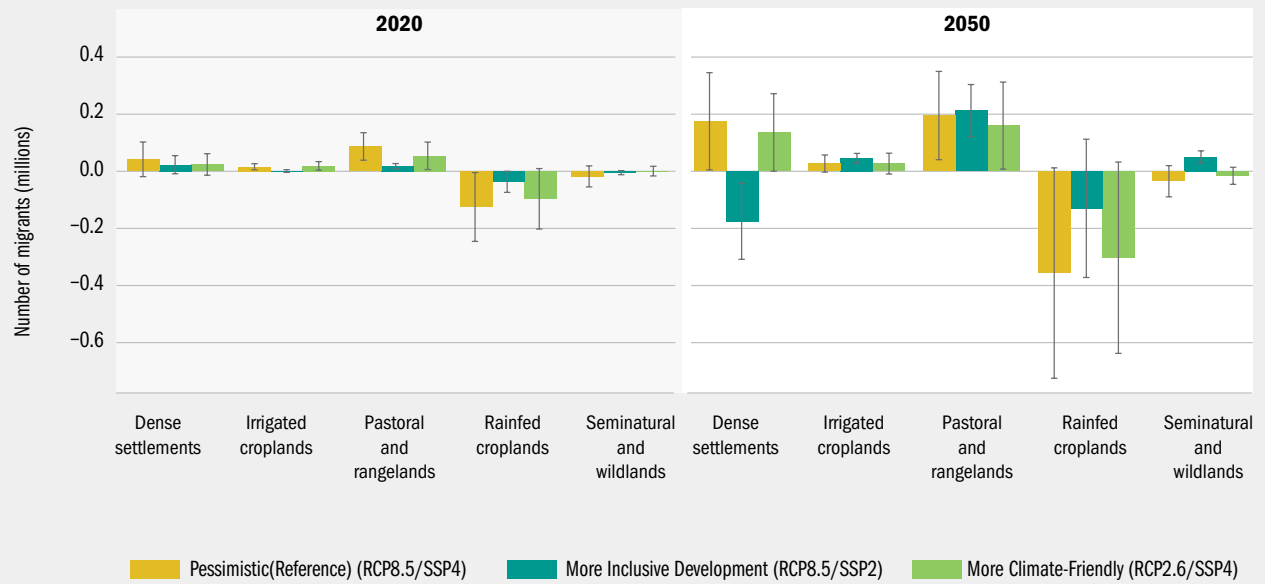 2020
2050
Number of migrants (millions)
0.4
0.2
0.0
−0.2
−0.4
−0.6
Dense
settlements
Irrigated
croplands
Pastoral
and
rangelands
Rainfed
croplands
Seminatural
and
wildlands
Dense
settlements
Irrigated
croplands
Pastoral
and
rangelands
Rainfed
croplands
Seminatural
and
wildlands
Pessimistic(Reference) (RCP8.5/SSP4)
More Inclusive Development (RCP8.5/SSP2)
More Climate-Friendly (RCP2.6/SSP4)